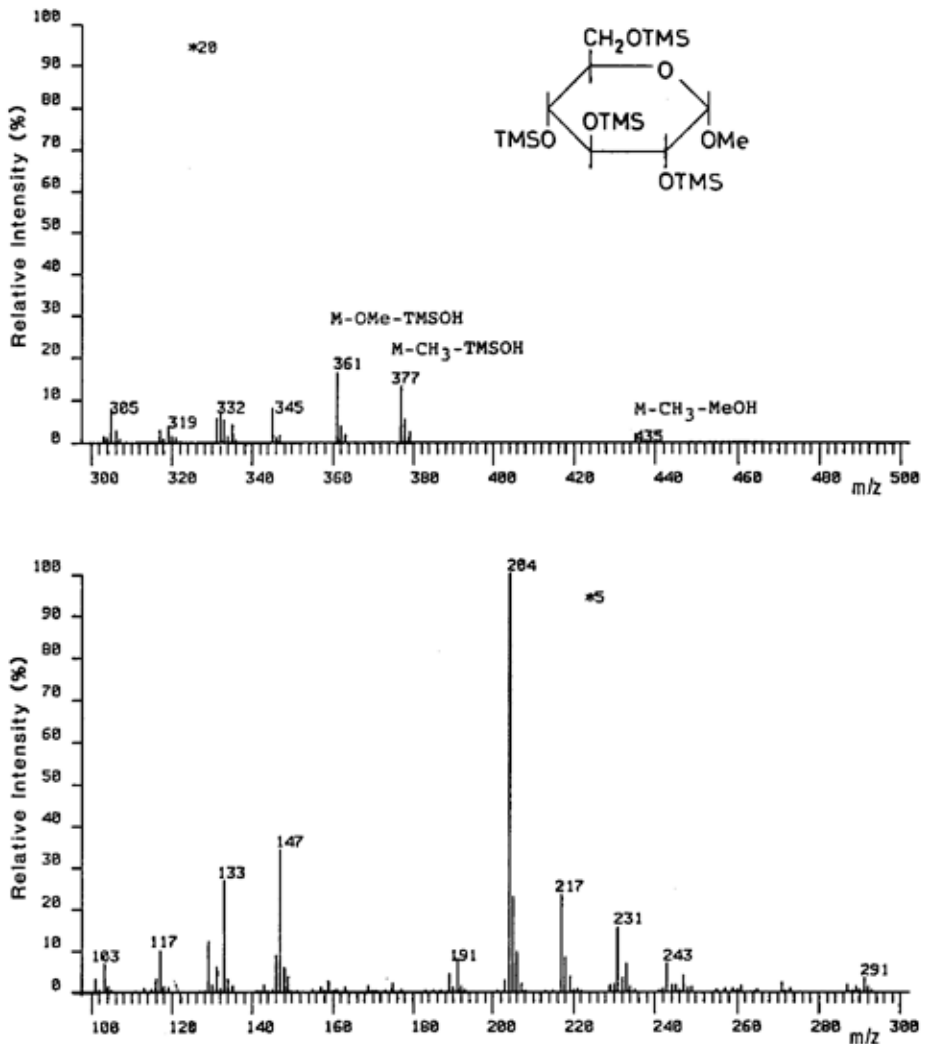 Relative Intensity (%)
100
90
80
70
60
50
40
30
20
10
0
*20
CH2OTMS
O
OTMS
TMSO
OMe
OTMS
M-OMe-TMSOH
361
M-CH3-TMSOH
377
M-CH3-MeOH
435
305
319
332
345
300 320 340 360 380 400 420 440 460 480 500
m/z
Relative Intensity (%)
100
90
80
70
60
50
40
30
20
10
0
204
*5
147
133
217
231
103
117
191
243
291
100 120 140 160 180 200 220 240 260 280 300
m/z